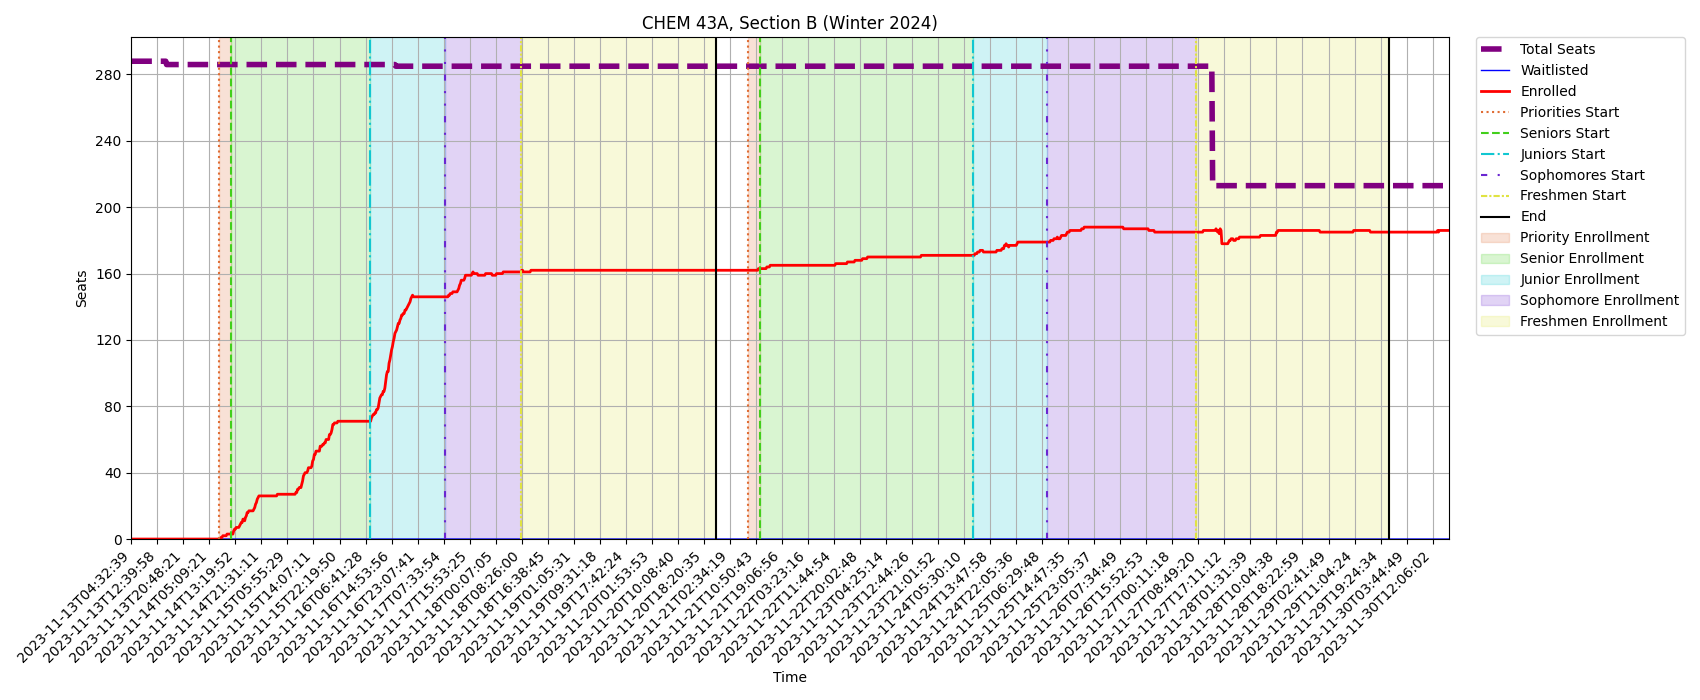 CHEM 43A, Section B (Winter 2024)
Total Seats
Waitlisted
Enrolled
Priorities Start
Seniors Start
Juniors Start
Sophomores Start
Freshmen Start
End
Priority Enrollment
Senior Enrollment
Junior Enrollment
Sophomore Enrollment
Freshmen Enrollment
Seats
280
240
200
160
120
80
40
0
2023-11-13T04:32:39
2023-11-13T12:39:58
2023-11-13T20:48:21
2023-11-14T05:09:21
2023-11-14T13:19:52
2023-11-14T21:31:11
2023-11-15T05:55:29
2023-11-15T14:07:11
2023-11-15T22:19:50
2023-11-16T06:41:28
2023-11-16T14:53:56
2023-11-16T23:07:41
2023-11-17T07:33:54
2023-11-17T15:53:25
2023-11-18T00:07:05
2023-11-18T08:26:00
2023-11-18T16:38:45
2023-11-19T01:05:31
2023-11-19T09:31:18
2023-11-19T17:42:24
2023-11-20T01:53:53
2023-11-20T10:08:40
2023-11-20T18:20:35
2023-11-21T02:34:19
2023-11-21T10:50:43
2023-11-21T19:06:56
2023-11-22T03:23:16
2023-11-22T11:44:54
2023-11-22T20:02:48
2023-11-23T04:25:14
2023-11-23T12:44:26
2023-11-23T21:01:52
2023-11-24T05:30:10
2023-11-24T13:47:58
2023-11-24T22:05:36
2023-11-25T06:29:48
2023-11-25T14:47:35
2023-11-25T23:05:37
2023-11-26T07:34:49
2023-11-26T15:52:53
2023-11-27T00:11:18
2023-11-27T08:49:20
2023-11-27T17:11:12
2023-11-28T01:31:39
2023-11-28T10:04:38
2023-11-28T18:22:59
2023-11-29T02:41:49
2023-11-29T11:04:24
2023-11-29T19:24:34
2023-11-30T03:44:49
2023-11-30T12:06:02
Time